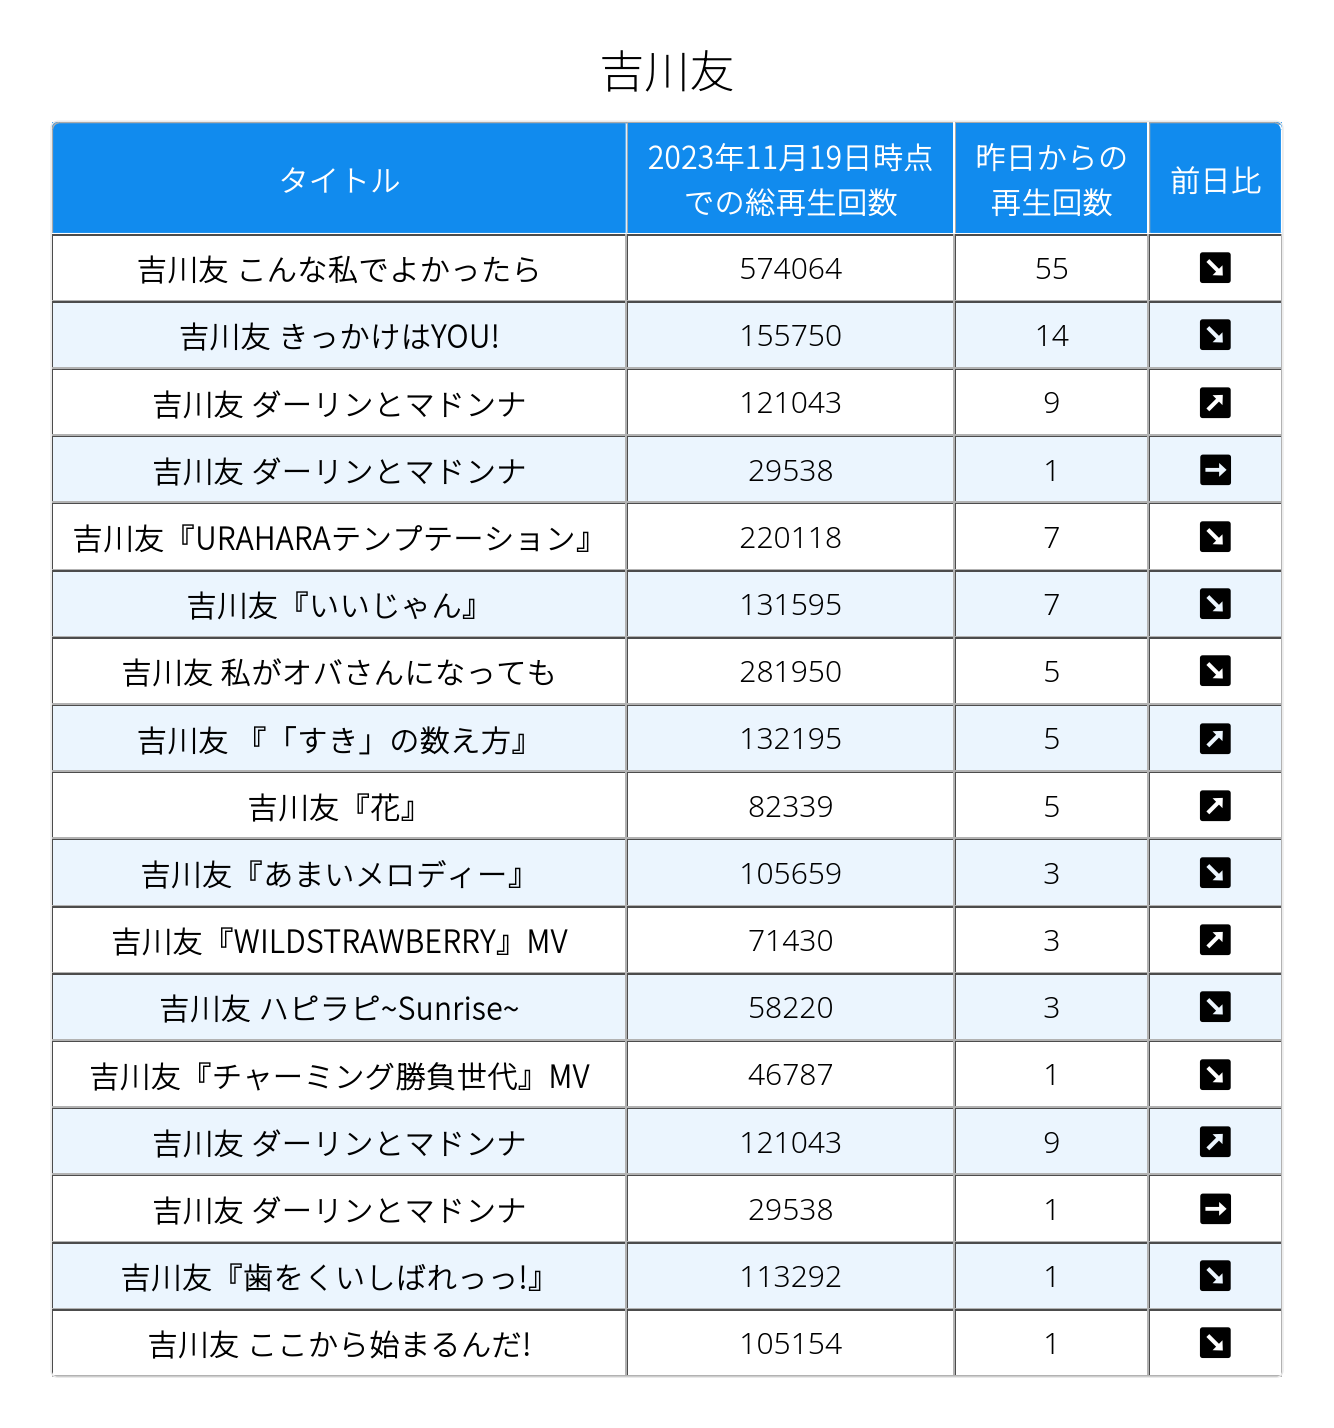 吉川友
タイトル 2023年11月19日時点での総再生回数 昨日からの再生回数 前日比
吉川友 こんな私でよかったら 574064 55 ↘
吉川友 きっかけはYOU! 155750 14 ↘
吉川友 ダーリンとマドンナ 121043 9 ↗
吉川友 ダーリンとマドンナ 29538 1 →
吉川友『URAHARAテンプテーション』 220118 7 ↘
吉川友『いいじゃん』 131595 7 ↘
吉川友 私がオバさんになっても 281950 5 ↘
吉川友 『「すき」の数え方』 132195 5 ↗
吉川友『花』 82339 5 ↗
吉川友『あまいメロディー』 105659 3 ↘
吉川友『WILDSTRAWBERRY』MV 71430 3 ↗
吉川友 ハピラピ~Sunrise~ 58220 3 ↘
吉川友『チャーミング勝負世代』MV 46787 1 ↘
吉川友 ダーリンとマドンナ 121043 9 ↗
吉川友 ダーリンとマドンナ 29538 1 →
吉川友『歯をくいしばれっっ!』 113292 1 ↘
吉川友 ここから始まるんだ! 105154 1 ↘